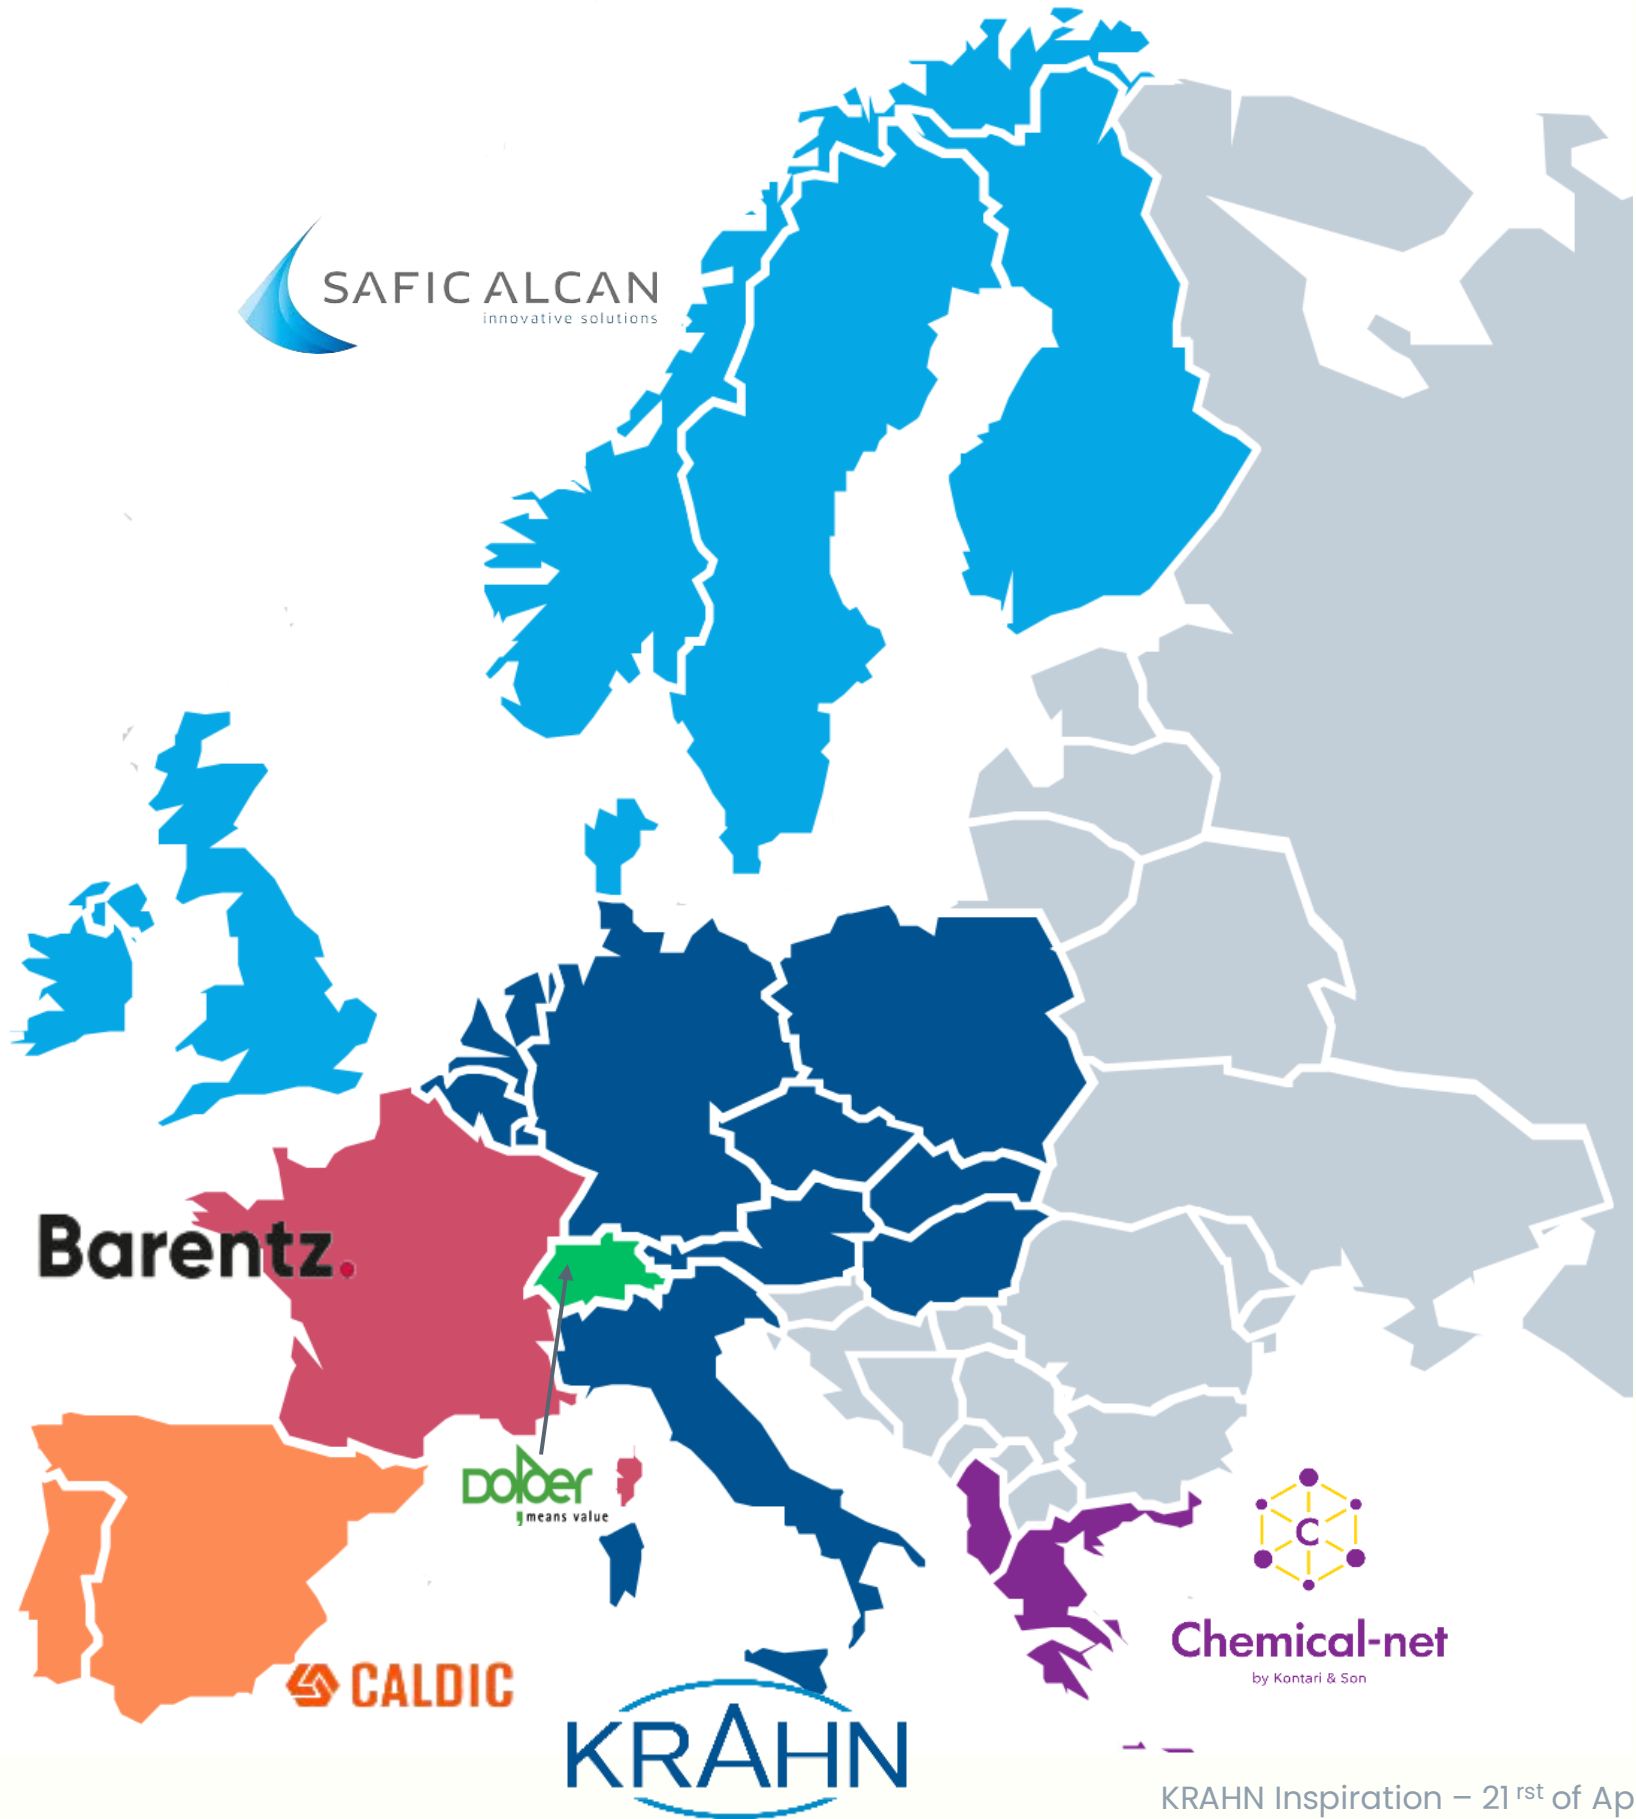 SAFIC ALCAN
innovative solutions
Barentz.
Dolder
means value
C
Chemical-net
by Kontari & Son
CALDIC
KRAHN
KRAHN Inspiration – 21 rst of Ap